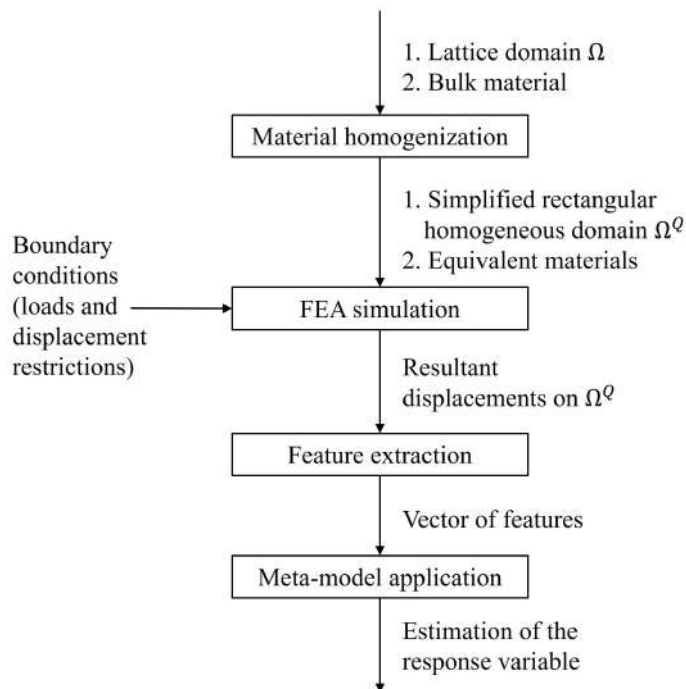 1. Lattice domain Ω
2. Bulk material
Material homogenization
1. Simplified rectangular
homogeneous domain Ω^Q
2. Equivalent materials
Boundary
conditions
(loads and
displacement
restrictions)
FEA simulation
Resultant
displacements on Ω^Q
Feature extraction
Vector of features
Meta-model application
Estimation of the
response variable